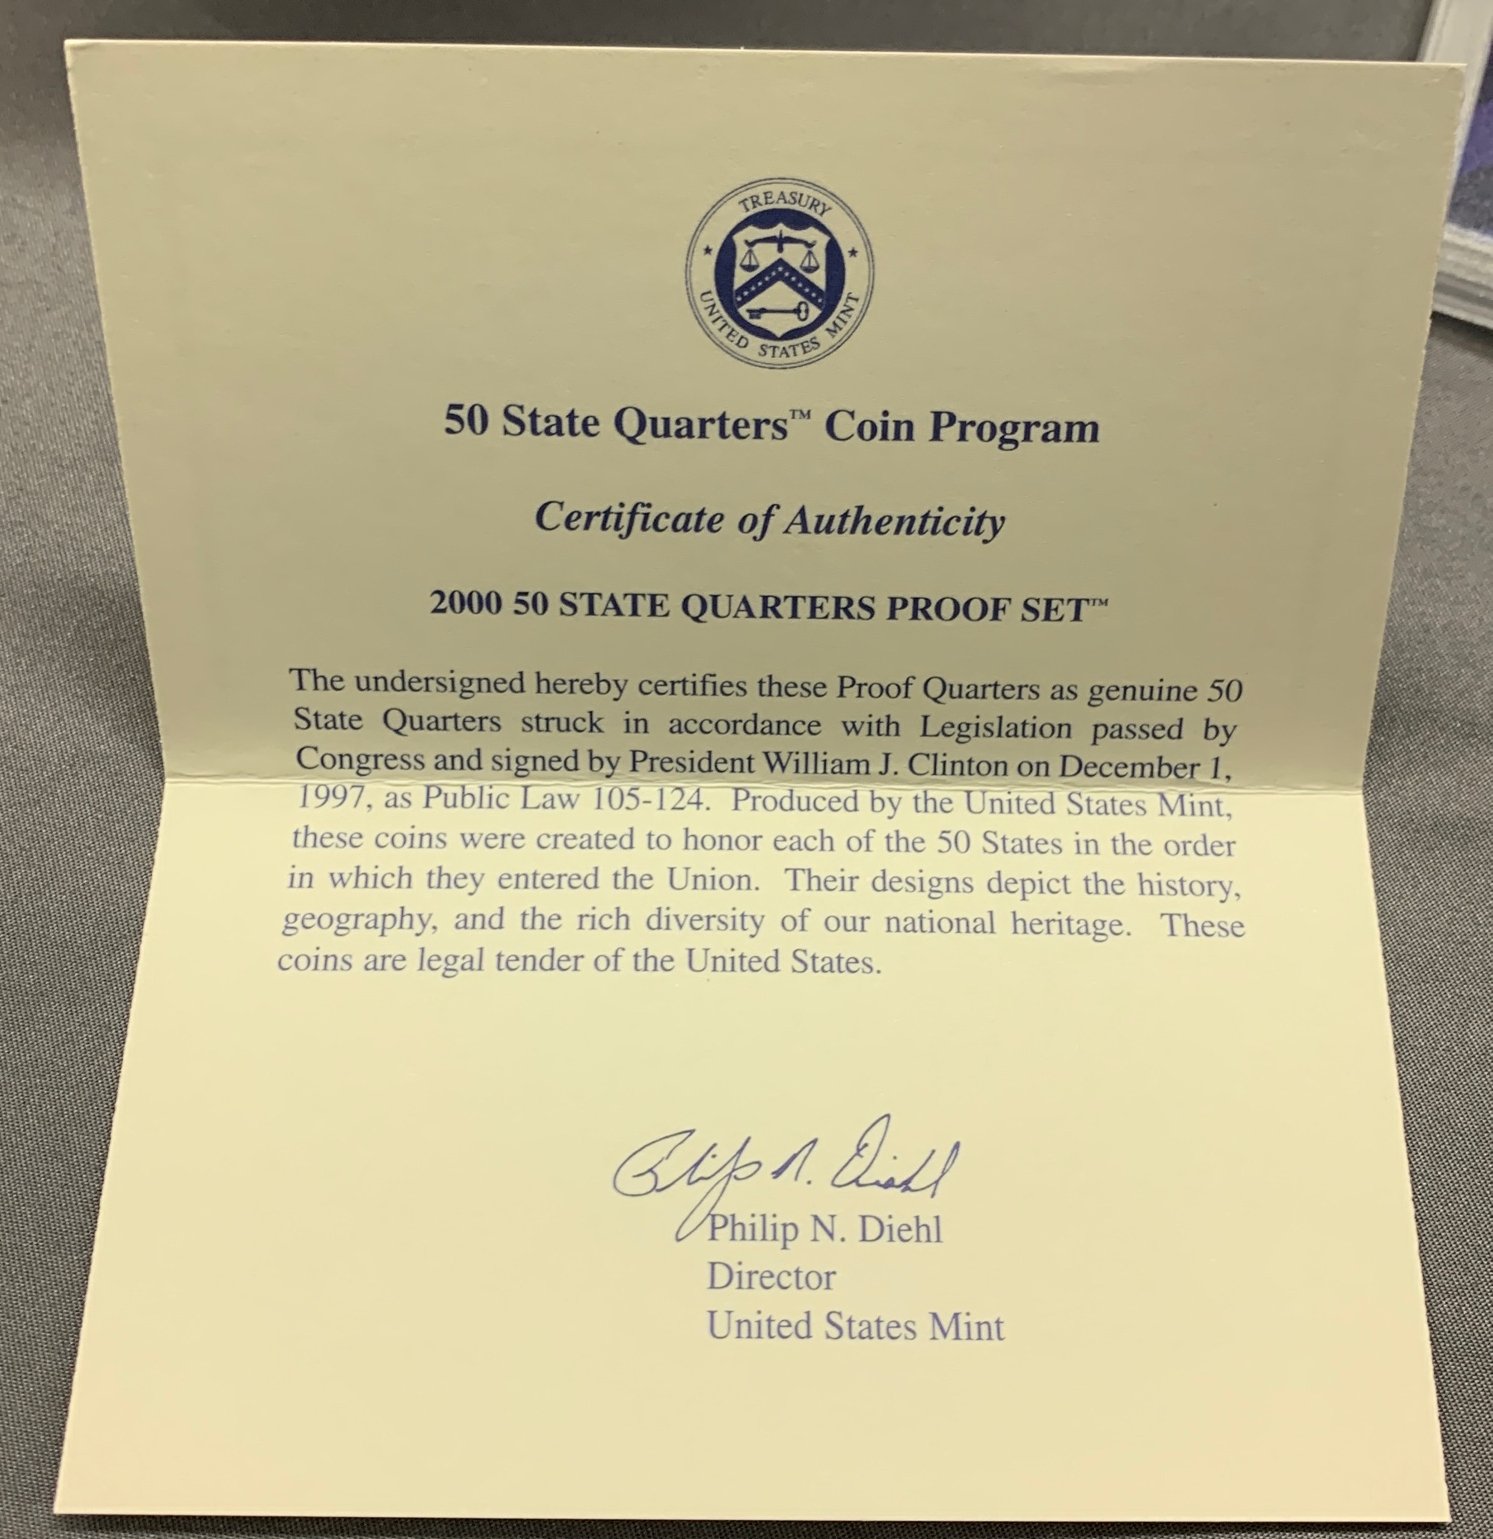 TREASURY
UNITED STATES MINT
50 State Quarters™ Coin Program
Certificate of Authenticity
2000 50 STATE QUARTERS PROOF SET™
The undersigned hereby certifies these Proof Quarters as genuine 50
State Quarters struck in accordance with Legislation passed by
Congress and signed by President William J. Clinton on December 1,
1997, as Public Law 105-124. Produced by the United States Mint,
these coins were created to honor each of the 50 States in the order
in which they entered the Union. Their designs depict the history,
geography, and the rich diversity of our national heritage. These
coins are legal tender of the United States.
Philip N. Diehl
Philip N. Diehl
Director
United States Mint